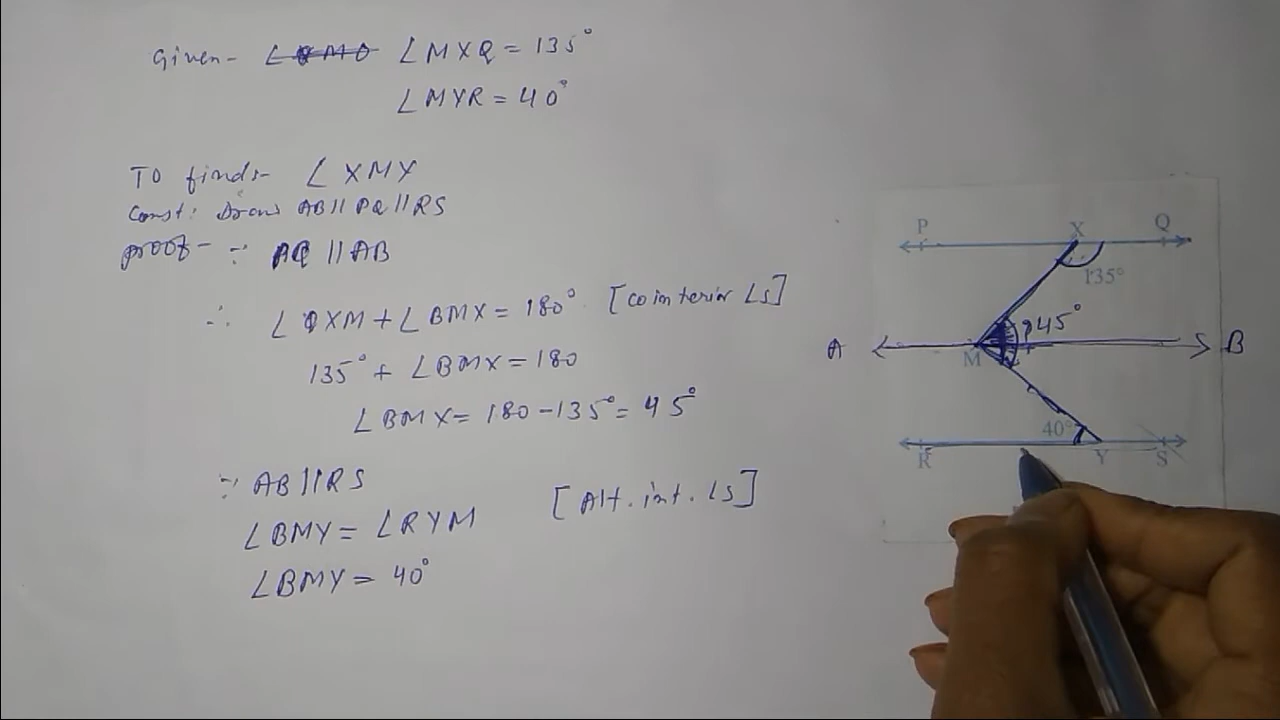 Given- ∠MXQ = 135°
∠MYR = 40°
To find:- ∠XMY
Const: Draw AB || PQ || RS
proof- ∵ PQ || AB
∴ ∠QXM + ∠BMX = 180° [co interior ∠s]
135° + ∠BMX = 180
∠BMX = 180 - 135° = 45°
∵ AB || RS
∠BMY = ∠RYM [Alt. int. ∠s]
∠BMY = 40°
P X Q
135°
45°
A M B
40°
R Y S